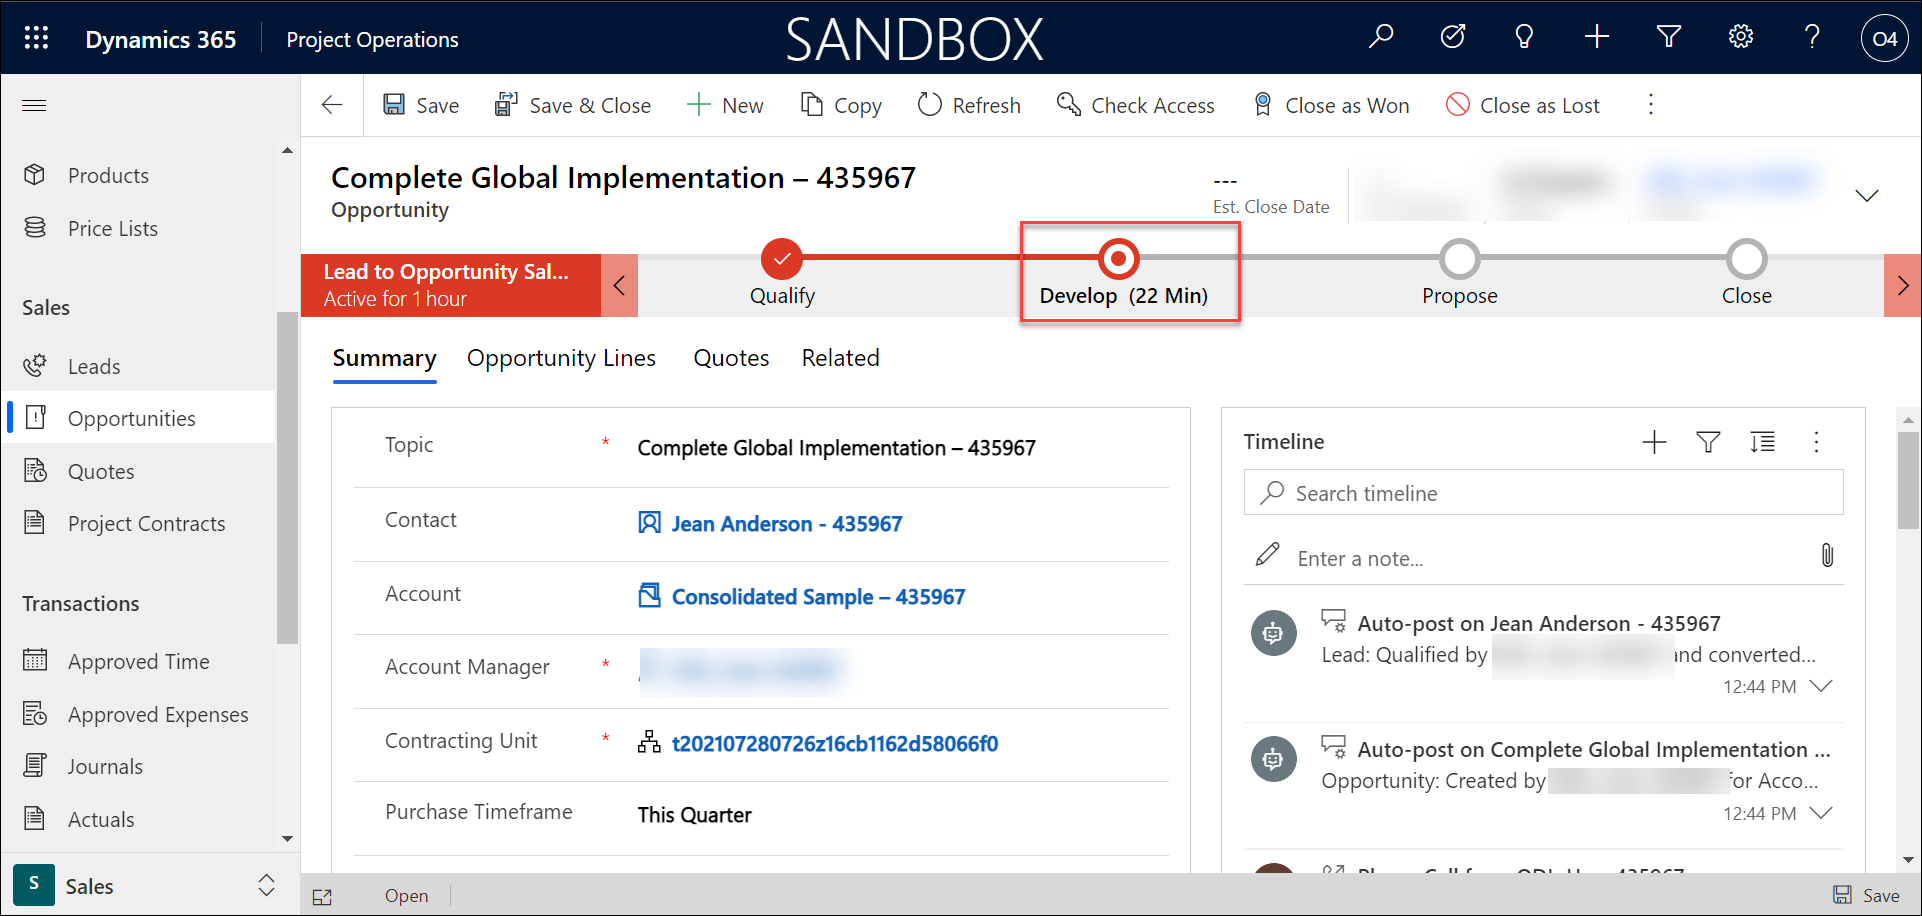 Dynamics 365
Project Operations
SANDBOX
O4
Save
Save & Close
New
Copy
Refresh
Check Access
Close as Won
Close as Lost
Products
Price Lists
Sales
Leads
Opportunities
Quotes
Project Contracts
Transactions
Approved Time
Approved Expenses
Journals
Actuals
S
Sales
Complete Global Implementation – 435967
Opportunity
---
Est. Close Date
Lead to Opportunity Sal...
Active for 1 hour
Qualify
Develop (22 Min)
Propose
Close
Summary
Opportunity Lines
Quotes
Related
Topic
*
Complete Global Implementation – 435967
Contact
Jean Anderson - 435967
Account
Consolidated Sample – 435967
Account Manager
*
Contracting Unit
*
t202107280726z16cb1162d58066f0
Purchase Timeframe
This Quarter
Timeline
Search timeline
Enter a note...
Auto-post on Jean Anderson - 435967
Lead: Qualified by and converted...
12:44 PM
Auto-post on Complete Global Implementation ...
Opportunity: Created by for Acco...
12:44 PM
Open
Save